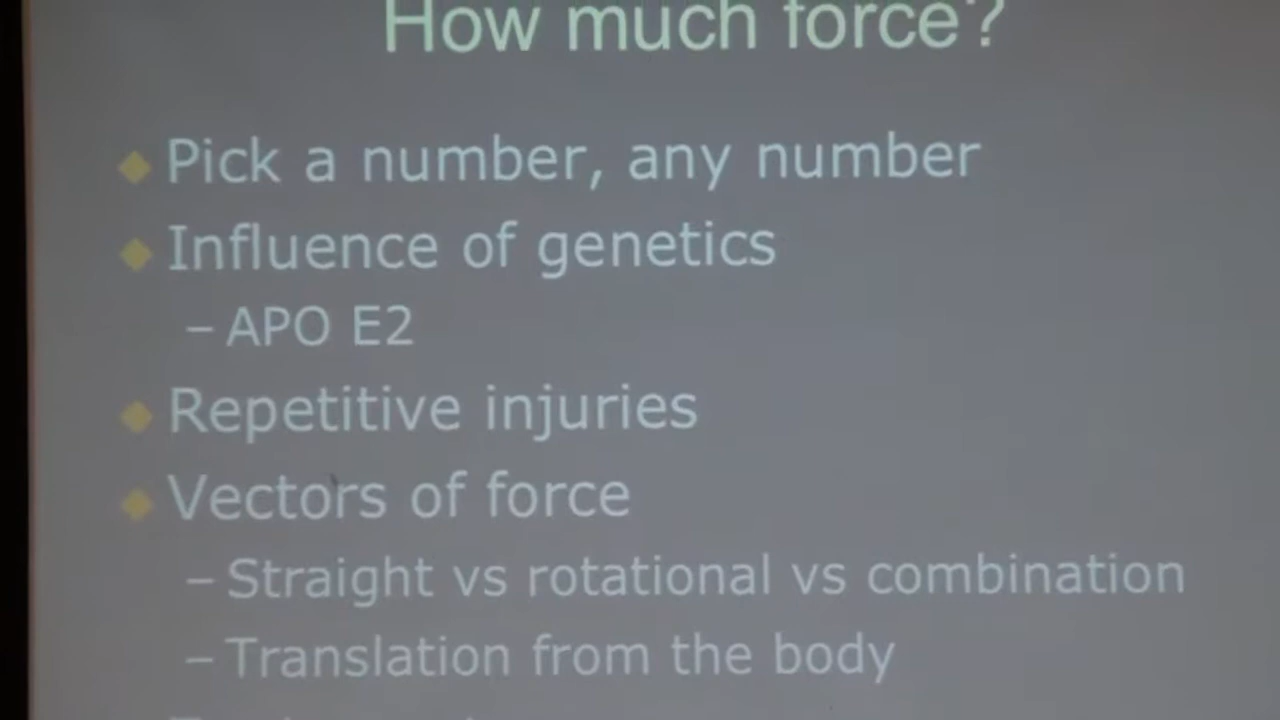 How much force?
Pick a number, any number
Influence of genetics
– APO E2
Repetitive injuries
Vectors of force
– Straight vs rotational vs combination
– Translation from the body